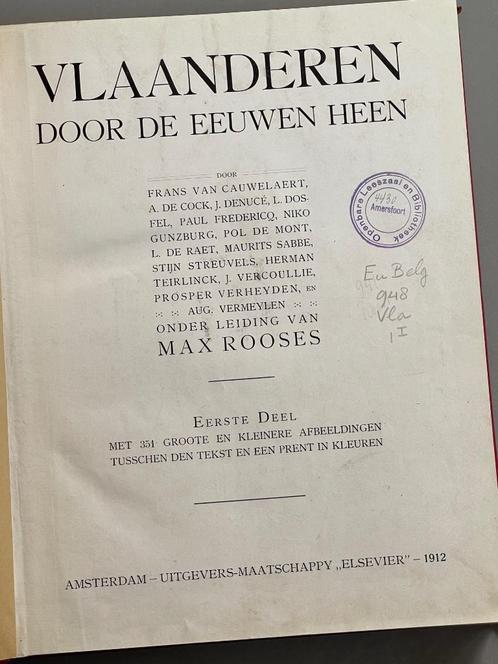 VLAANDEREN
DOOR DE EEUWEN HEEN
DOOR
FRANS VAN CAUWELAERT,
A. DE COCK, J. DENUCÉ, L. DOS-
FEL, PAUL FREDERICQ, NIKO
GUNZBURG, POL DE MONT,
L. DE RAET, MAURITS SABBE,
STIJN STREUVELS, HERMAN
TEIRLINCK, J. VERCOULLIE,
PROSPER VERHEYDEN, EN
AUG. VERMEYLEN
ONDER LEIDING VAN
MAX ROOSES
Openbare Leeszaal en Bibliotheek
4430
Amersfoort
En Belg
948
Vla
I
EERSTE DEEL
MET 351 GROOTE EN KLEINERE AFBEELDINGEN
TUSSCHEN DEN TEKST EN EEN PRENT IN KLEUREN
AMSTERDAM – UITGEVERS-MAATSCHAPPY „ELSEVIER” – 1912